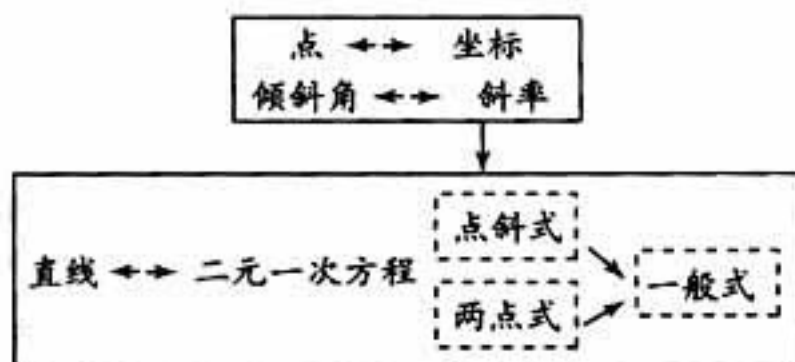 点 ↔ 坐标
倾斜角 ↔ 斜率
点斜式
直线 ↔ 二元一次方程
一般式
两点式